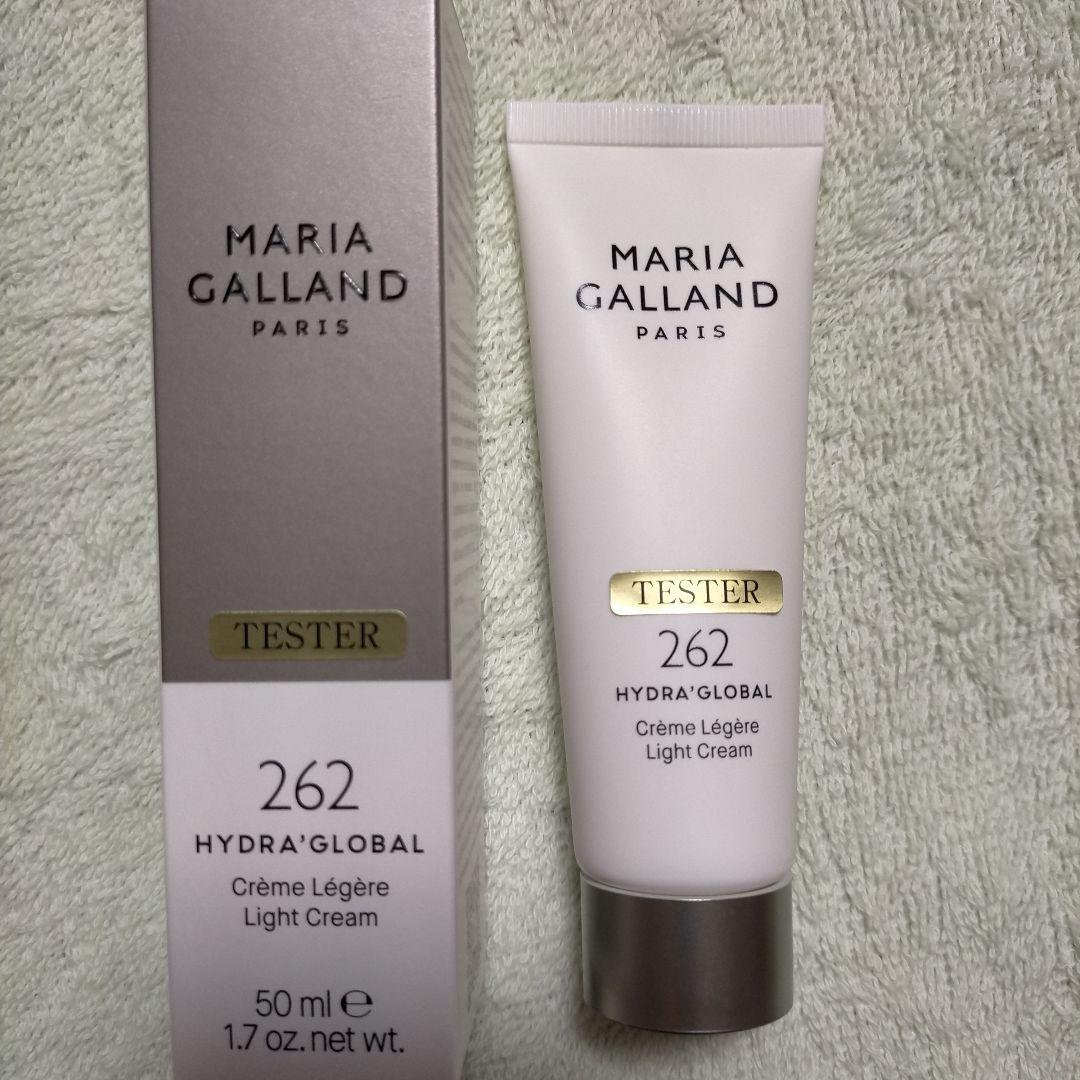 MARIA
GALLAND
PARIS
TESTER
262
HYDRA'GLOBAL
Crème Légère
Light Cream
50 ml ℮
1.7 oz. net wt.
MARIA
GALLAND
PARIS
TESTER
262
HYDRA'GLOBAL
Crème Légère
Light Cream